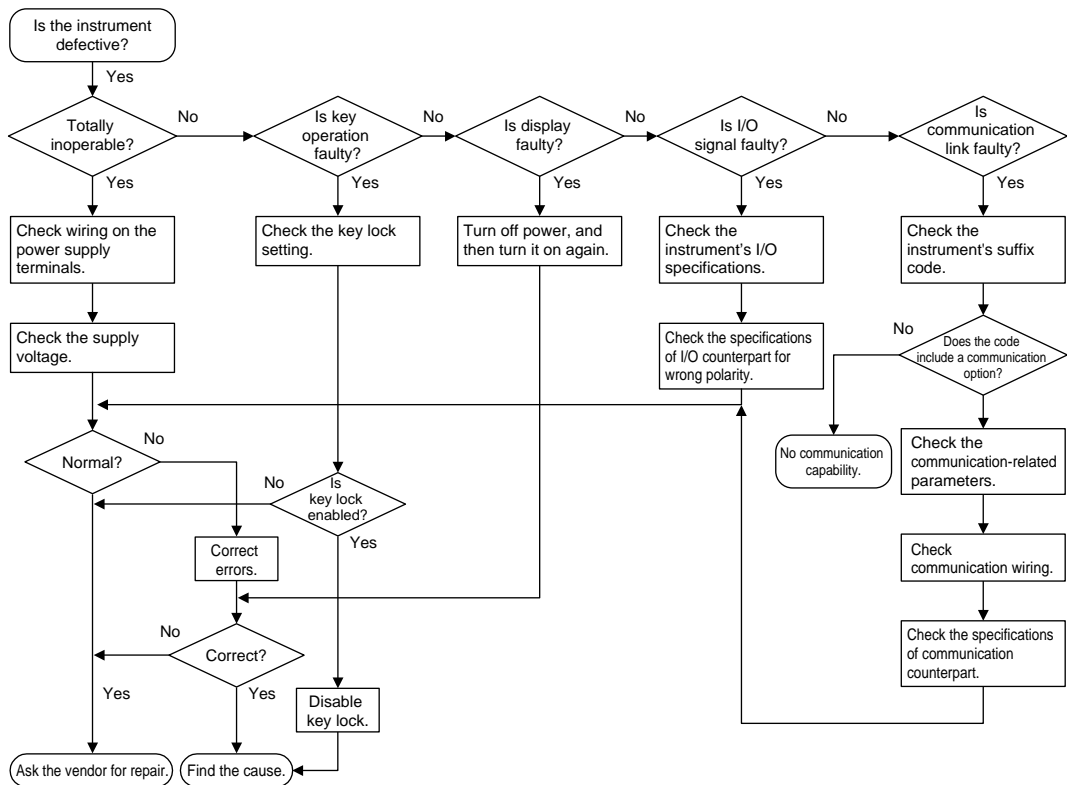 Is the instrument
defective?
Yes
Totally
inoperable?
No
Yes
Is key
operation
faulty?
No
Yes
Is display
faulty?
No
Yes
Is I/O
signal faulty?
No
Yes
Is
communication
link faulty?
Yes
Check wiring on the
power supply
terminals.
Check the key lock
setting.
Turn off power, and
then turn it on again.
Check the
instrument's I/O
specifications.
Check the
instrument's suffix
code.
Check the supply
voltage.
Check the specifications
of I/O counterpart for
wrong polarity.
No
Does the code
include a communication
option?
Normal?
No
No communication
capability.
Check the
communication-related
parameters.
No
Is
key lock
enabled?
Yes
Correct
errors.
Check
communication wiring.
No
Correct?
Yes
Yes
Check the specifications
of communication
counterpart.
Disable
key lock.
Ask the vendor for repair.
Find the cause.